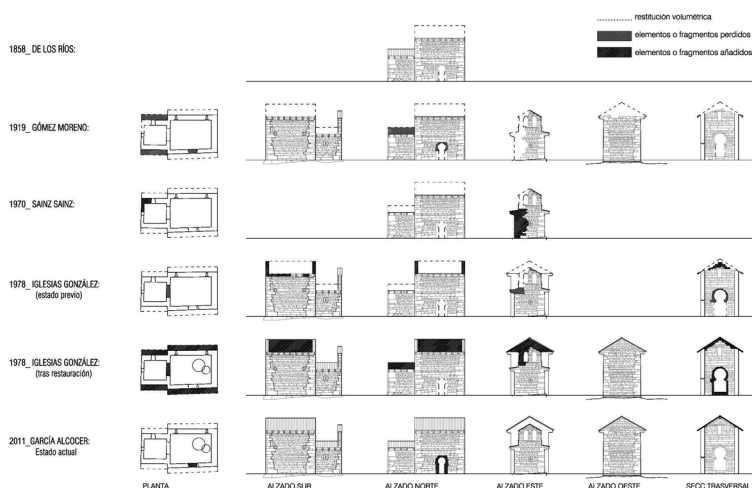 restitución volumétrica
elementos o fragmentos perdidos
elementos o fragmentos añadidos
1858_ DE LOS RÍOS:
1919_ GÓMEZ MORENO:
1970_ SAINZ SAINZ:
1978_ IGLESIAS GONZÁLEZ:
(estado previo)
1978_ IGLESIAS GONZÁLEZ:
(tras restauración)
2011_GARCÍA ALCOCER:
Estado actual
PLANTA
ALZADO SUR
ALZADO NORTE
ALZADO ESTE
ALZADO OESTE
SECC TRASVERSAL